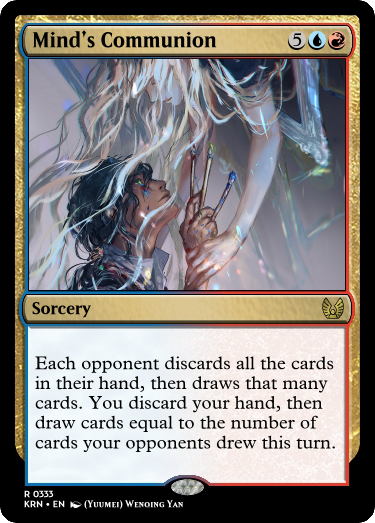 Mind's Communion 5
Sorcery
Each opponent discards all the cards
in their hand, then draws that many
cards. You discard your hand, then
draw cards equal to the number of
cards your opponents drew this turn.
R 0333
KRN • EN (Yuumei) Wenqing Yan